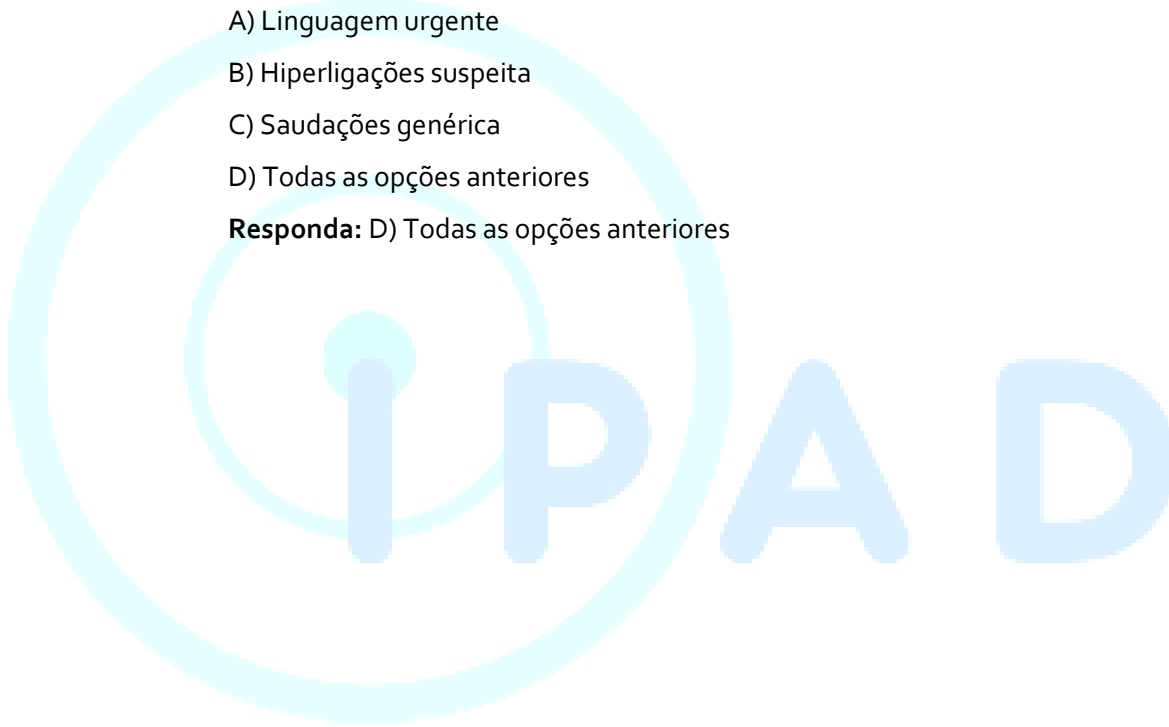 A) Linguagem urgente
B) Hiperligações suspeita
C) Saudações genérica
D) Todas as opções anteriores
Responda: D) Todas as opções anteriores
IPAD